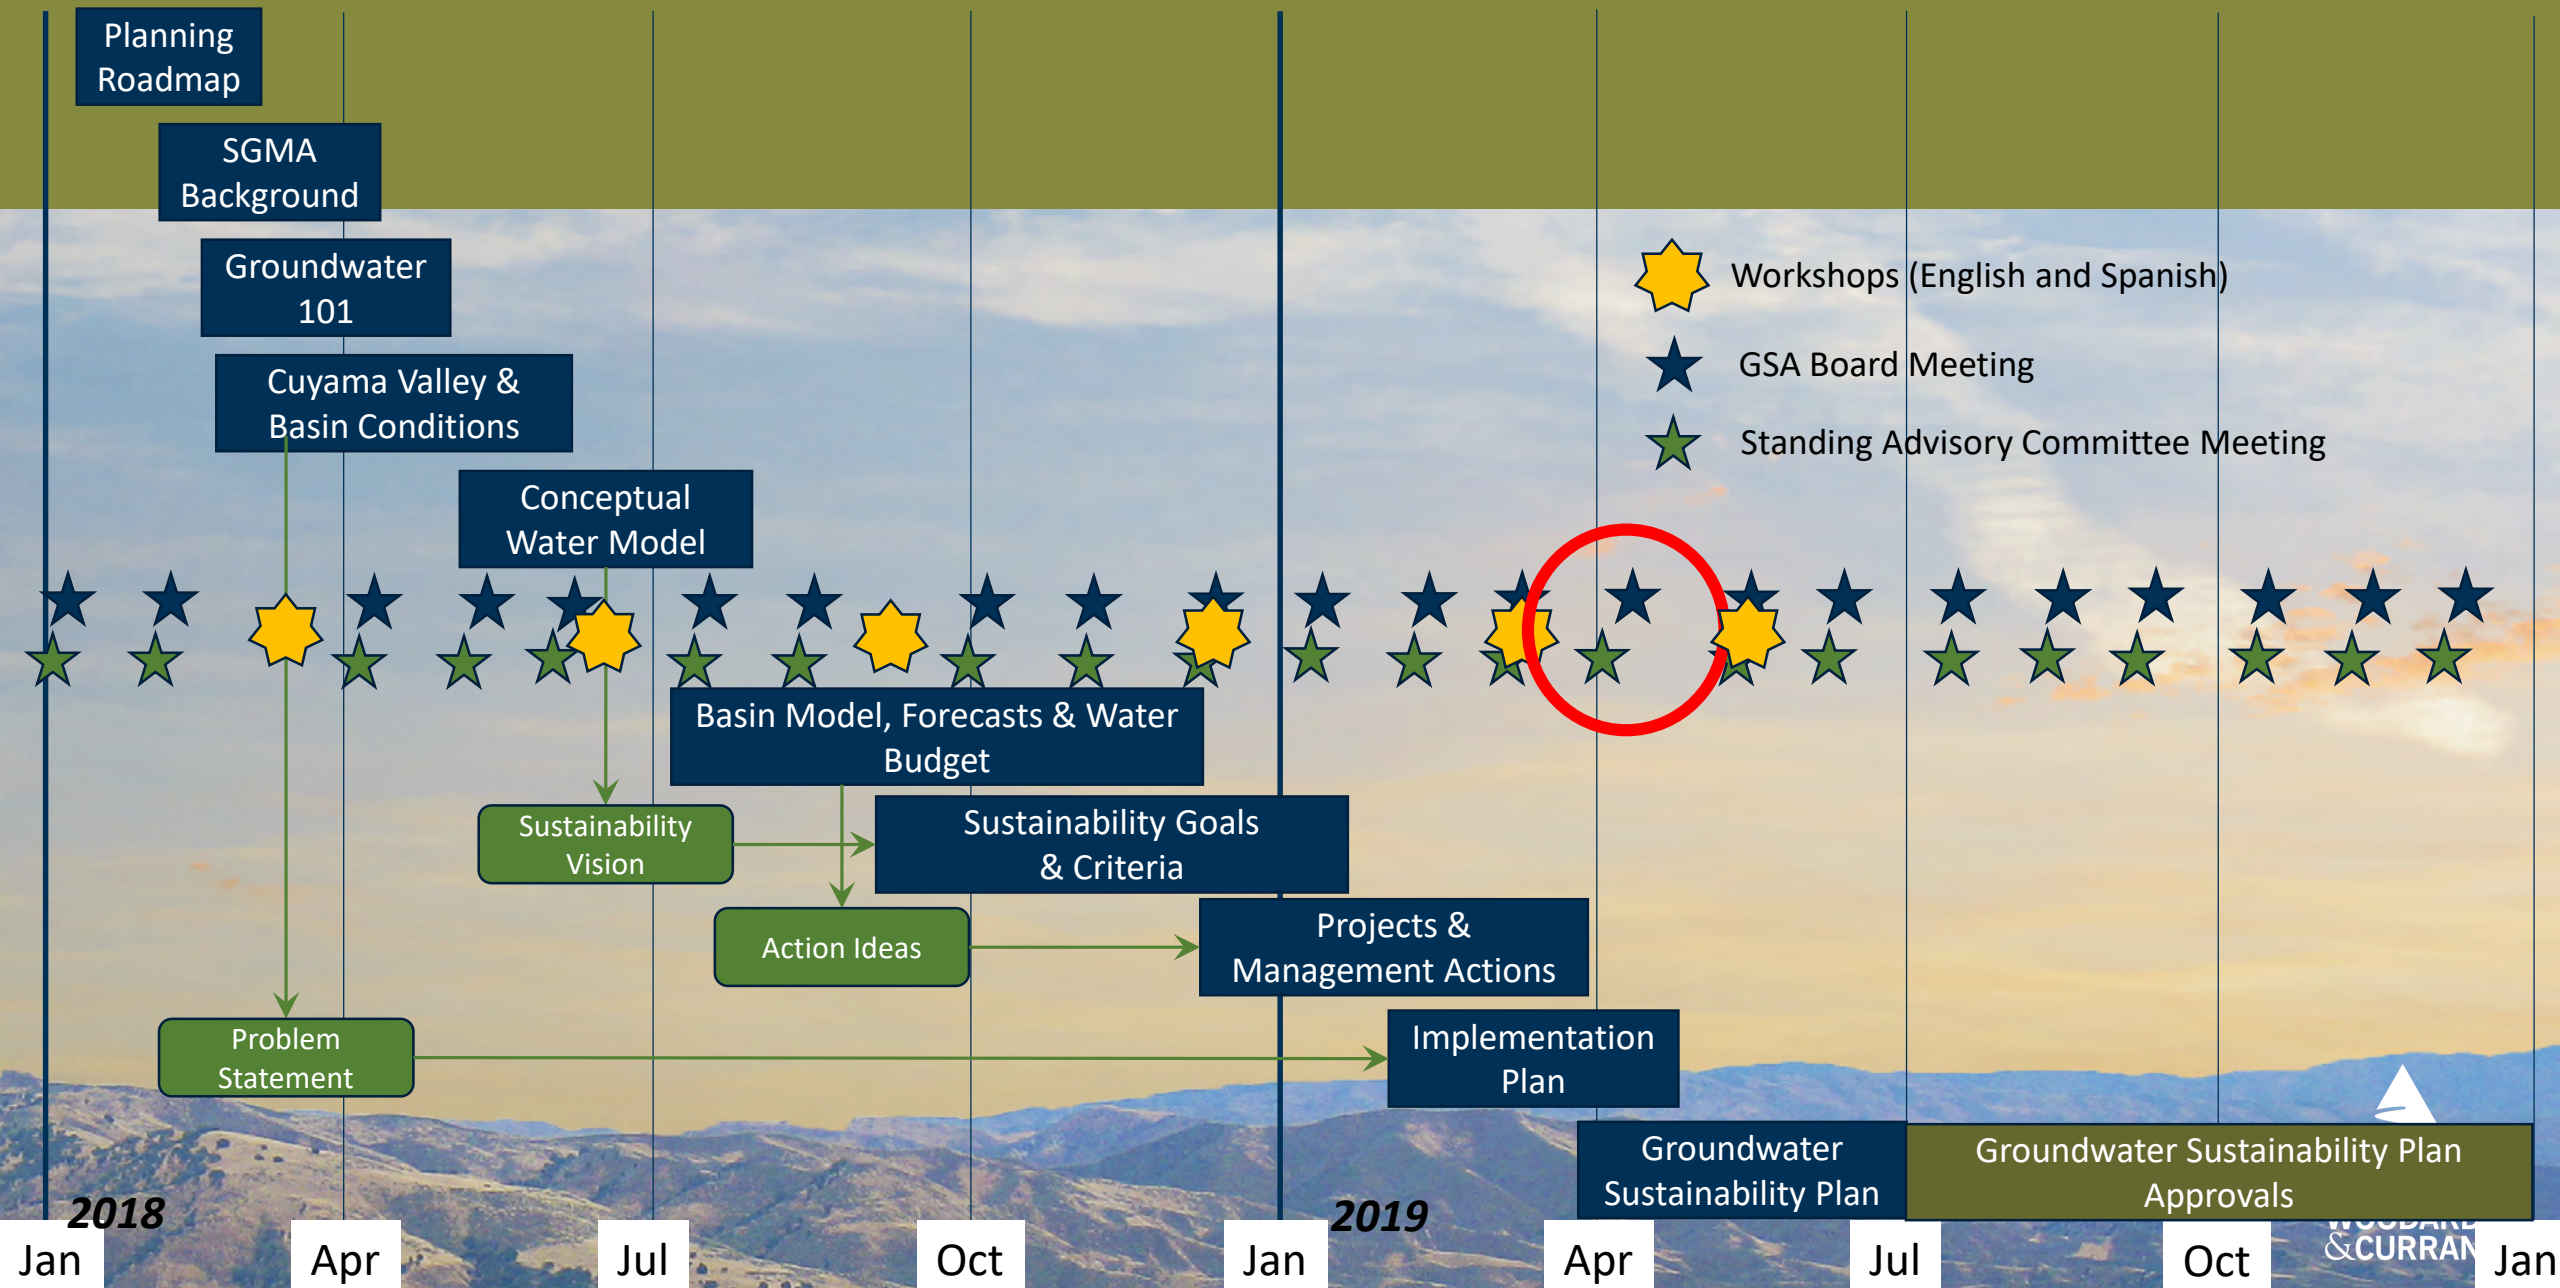 Planning
Roadmap
SGMA
Background
Groundwater
101
Cuyama Valley &
Basin Conditions
Workshops (English and Spanish)
GSA Board Meeting
Standing Advisory Committee Meeting
Conceptual
Water Model
Basin Model, Forecasts & Water
Budget
Sustainability
Vision
Sustainability Goals
& Criteria
Action Ideas
Projects &
Management Actions
Problem
Statement
Implementation
Plan
Groundwater
Sustainability Plan
Groundwater Sustainability Plan
Approvals
2018
2019
WOODARD
&CURRAN
Jan
Apr
Jul
Oct
Jan
Apr
Jul
Oct
Jan